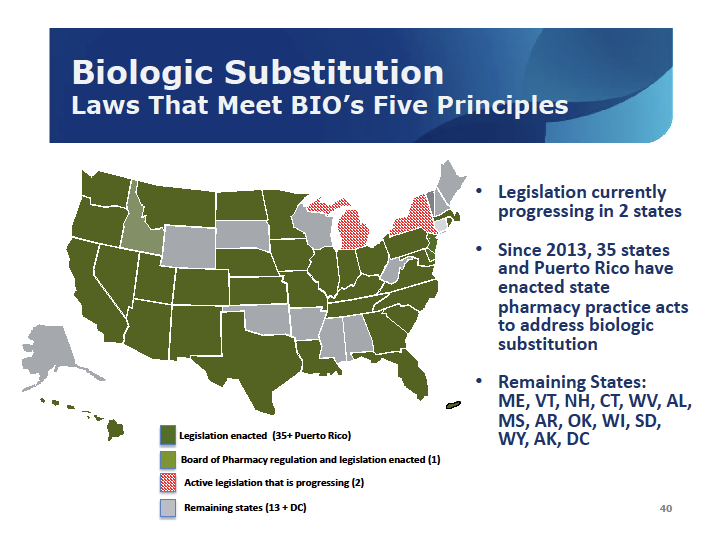 Biologic Substitution
Laws That Meet BIO's Five Principles
• Legislation currently
progressing in 2 states
• Since 2013, 35 states
and Puerto Rico have
enacted state
pharmacy practice acts
to address biologic
substitution
• Remaining States:
ME, VT, NH, CT, WV, AL,
MS, AR, OK, WI, SD,
WY, AK, DC
Legislation enacted (35+ Puerto Rico)
Board of Pharmacy regulation and legislation enacted (1)
Active legislation that is progressing (2)
Remaining states (13 + DC)
40